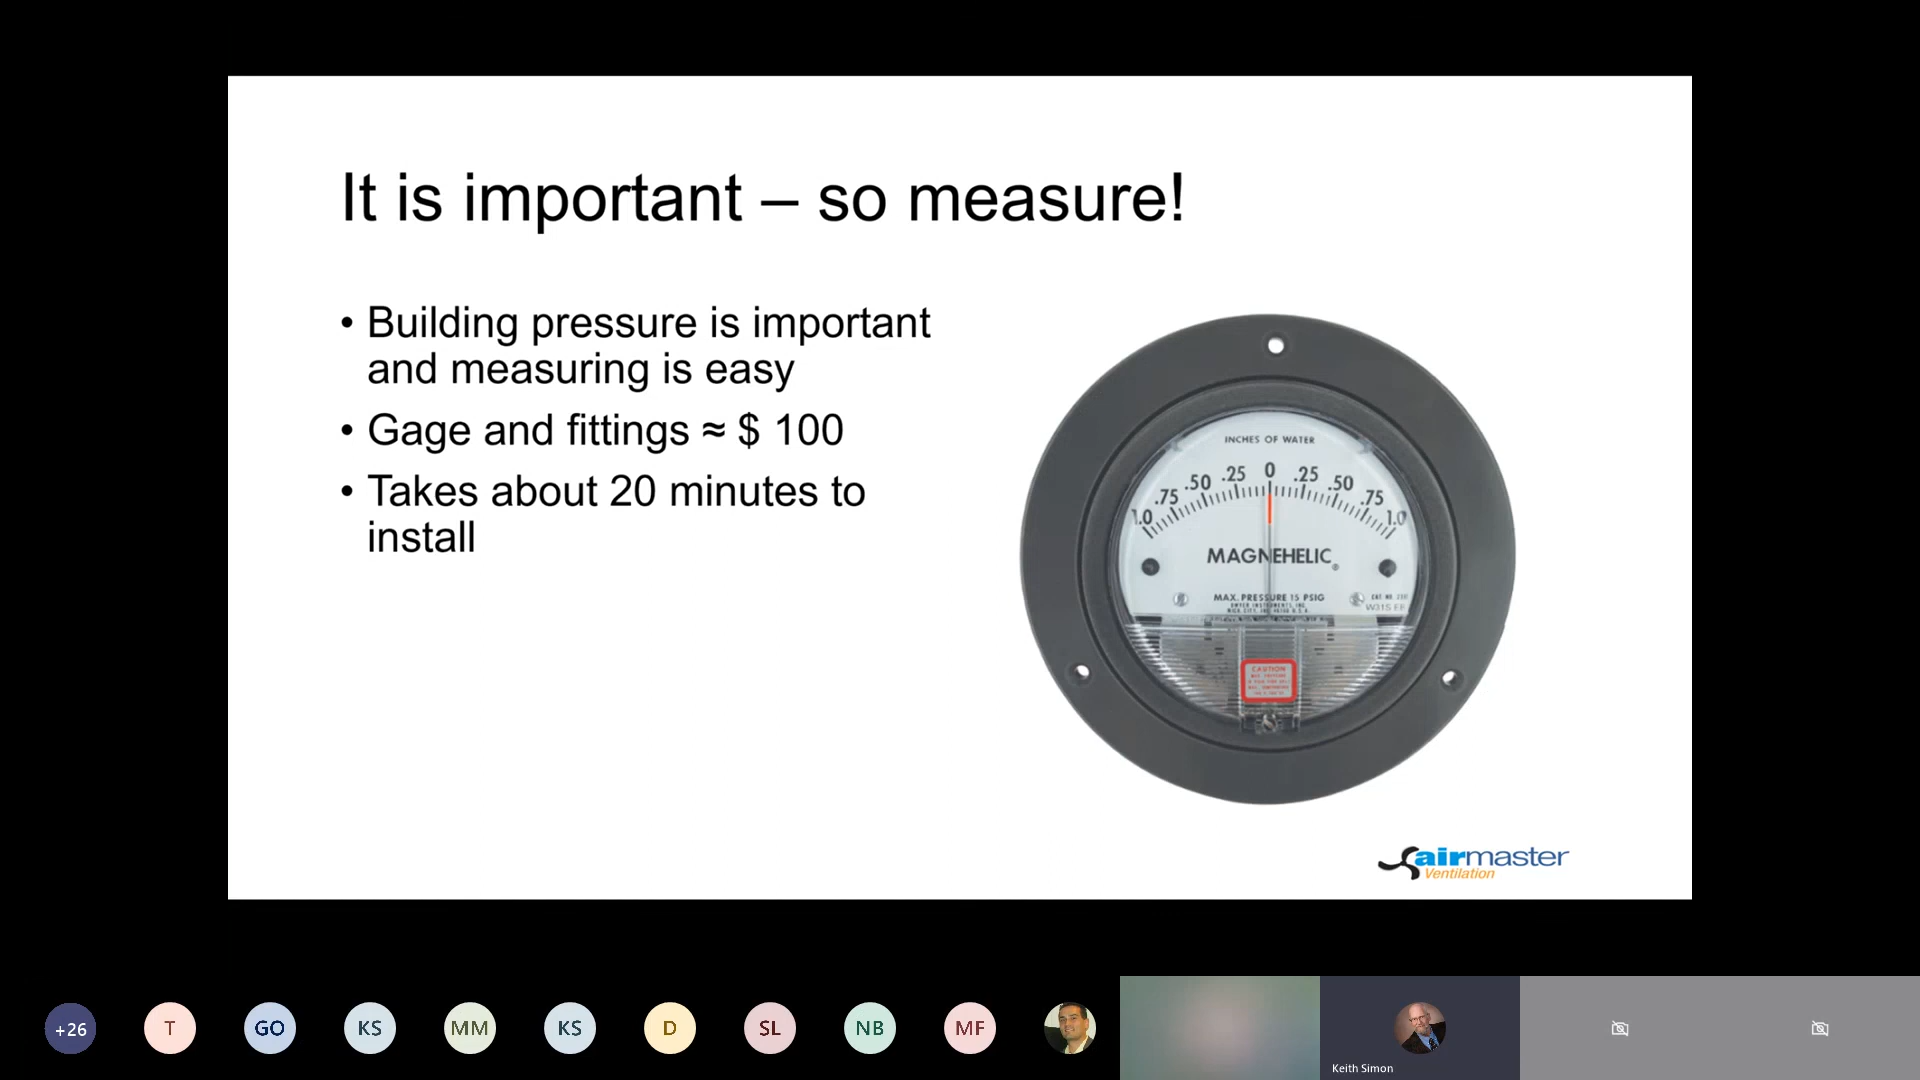 It is important – so measure!
• Building pressure is important
and measuring is easy
• Gage and fittings ≈ $ 100
• Takes about 20 minutes to
install
INCHES OF WATER
1.0 .75 .50 .25 0 .25 .50 .75 1.0
MAGNEHELIC®
MAX. PRESSURE 15 PSIG
DWYER INSTRUMENTS, INC.
CAUTION
airmaster
Ventilation
+26
T
GO
KS
MM
KS
D
SL
NB
MF
Keith Simon